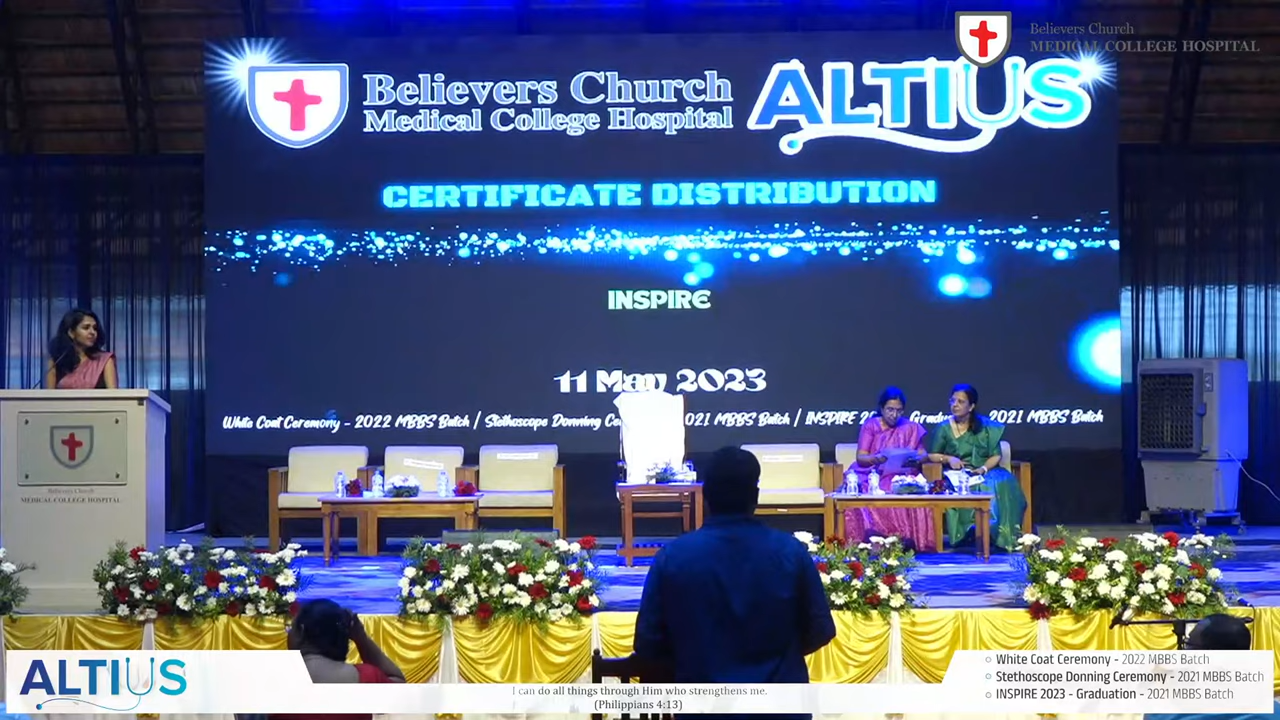 Believers Church
MEDICAL COLLEGE HOSPITAL
Believers Church
Medical College Hospital
ALTIUS
CERTIFICATE DISTRIBUTION
INSPIRE
11 May 2023
White Coat Ceremony - 2022 MBBS Batch / Stethoscope Donning 2021 MBBS Batch / INSPIRE 2021 MBBS Batch
Believers Church
MEDICAL COLLEGE HOSPITAL
ALTIUS
I can do all things through Him who strengthens me.
(Philippians 4:13)
White Coat Ceremony - 2022 MBBS Batch
Stethoscope Donning Ceremony - 2021 MBBS Batch
INSPIRE 2023 - Graduation - 2021 MBBS Batch